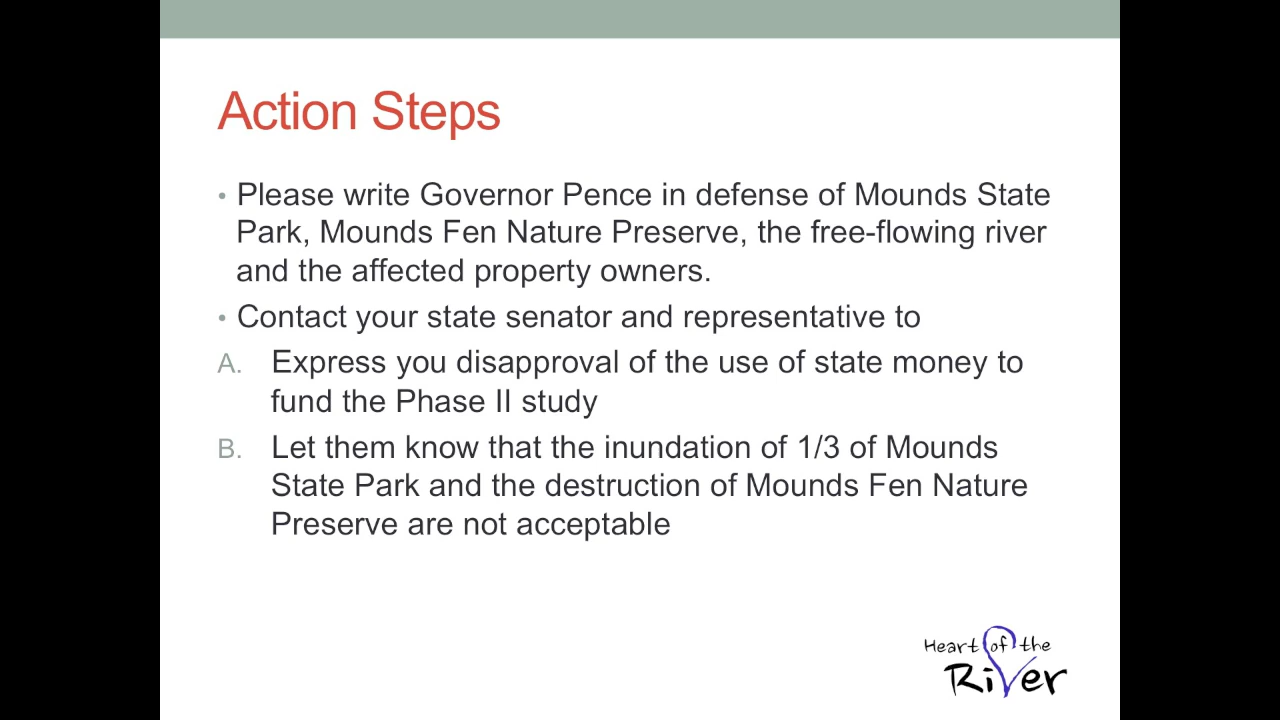 Action Steps
• Please write Governor Pence in defense of Mounds State
Park, Mounds Fen Nature Preserve, the free-flowing river
and the affected property owners.
• Contact your state senator and representative to
A. Express you disapproval of the use of state money to
fund the Phase II study
B. Let them know that the inundation of 1/3 of Mounds
State Park and the destruction of Mounds Fen Nature
Preserve are not acceptable
Heart of the
River